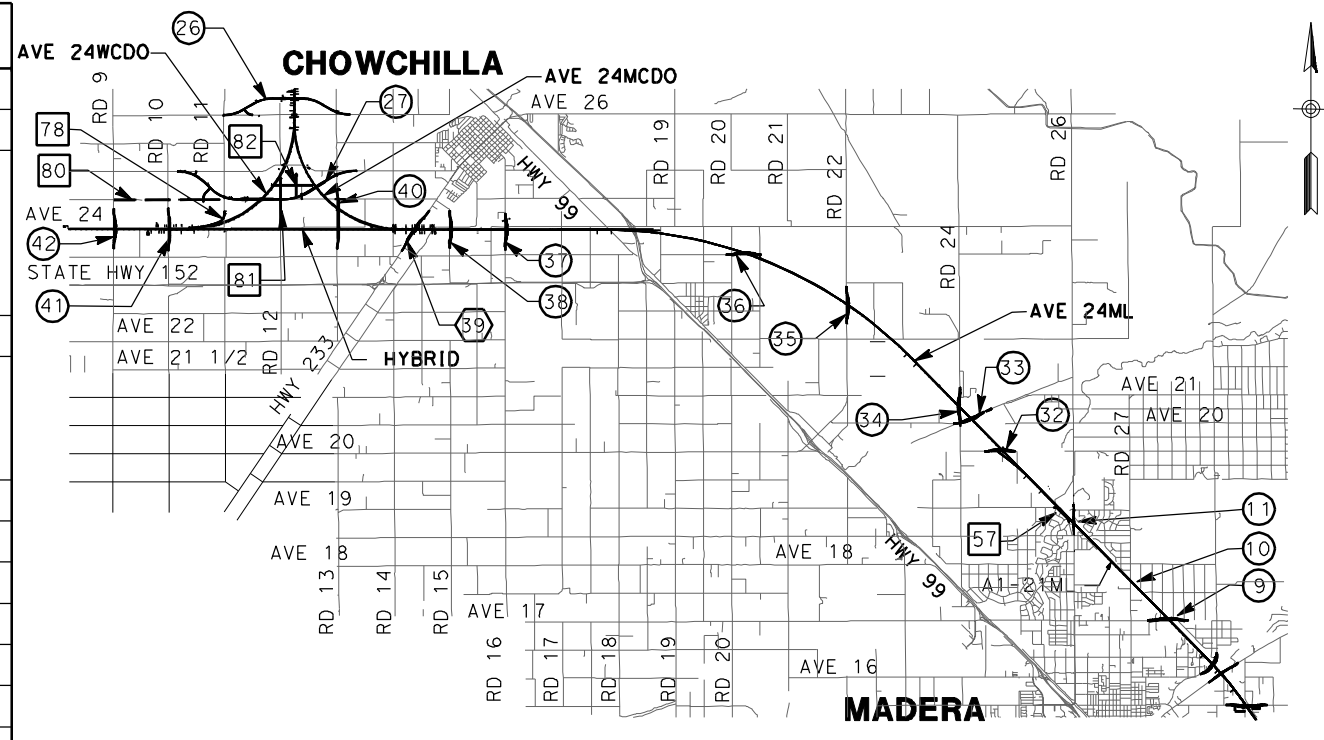 26
AVE 24WCDO
CHOWCHILLA
AVE 24MCDO
RD 9
RD 10
RD 11
27
AVE 26
78
82
RD 19
RD 20
RD 21
RD 22
RD 26
80
HWY 99
40
AVE 24
42
STATE HWY 152
81
41
37
38
39
36
35
RD 24
AVE 24ML
AVE 22
RD 12
AVE 21 1/2
HYBRID
HWY 233
33
34
32
AVE 21
AVE 20
RD 27
AVE 20
AVE 19
AVE 18
57
11
10
9
AVE 18
HWY 99
A1-21M
RD 13
RD 14
RD 15
AVE 17
RD 16
RD 17
RD 18
RD 19
RD 20
AVE 16
MADERA